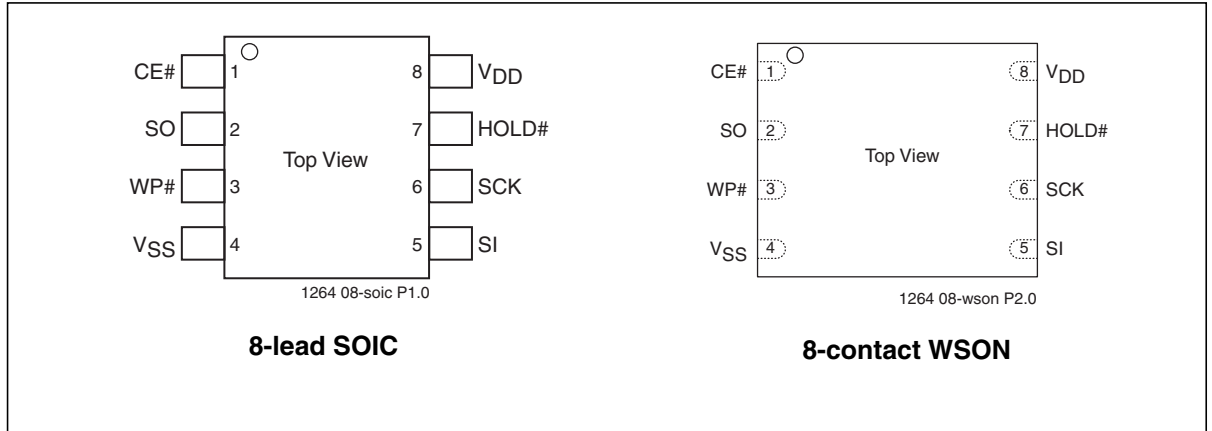 CE# 1 8 VDD
SO 2 7 HOLD#
Top View
WP# 3 6 SCK
VSS 4 5 SI
1264 08-soic P1.0
8-lead SOIC
CE# 1 8 VDD
SO 2 7 HOLD#
Top View
WP# 3 6 SCK
VSS 4 5 SI
1264 08-wson P2.0
8-contact WSON